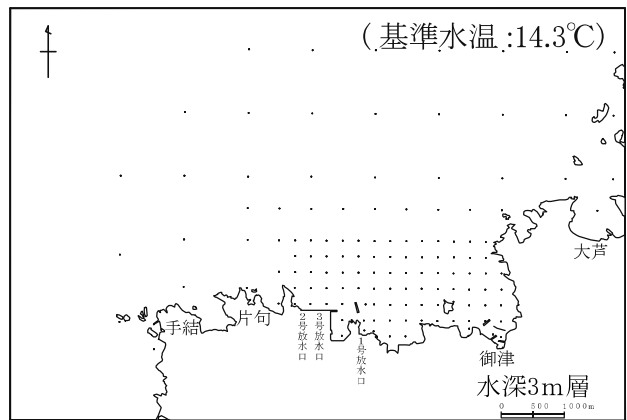 (基準水温:14.3℃)
大芦
手結
片句
2号放水口
3号放水口
1号放水口
御津
水深3m層
0 500 1000m